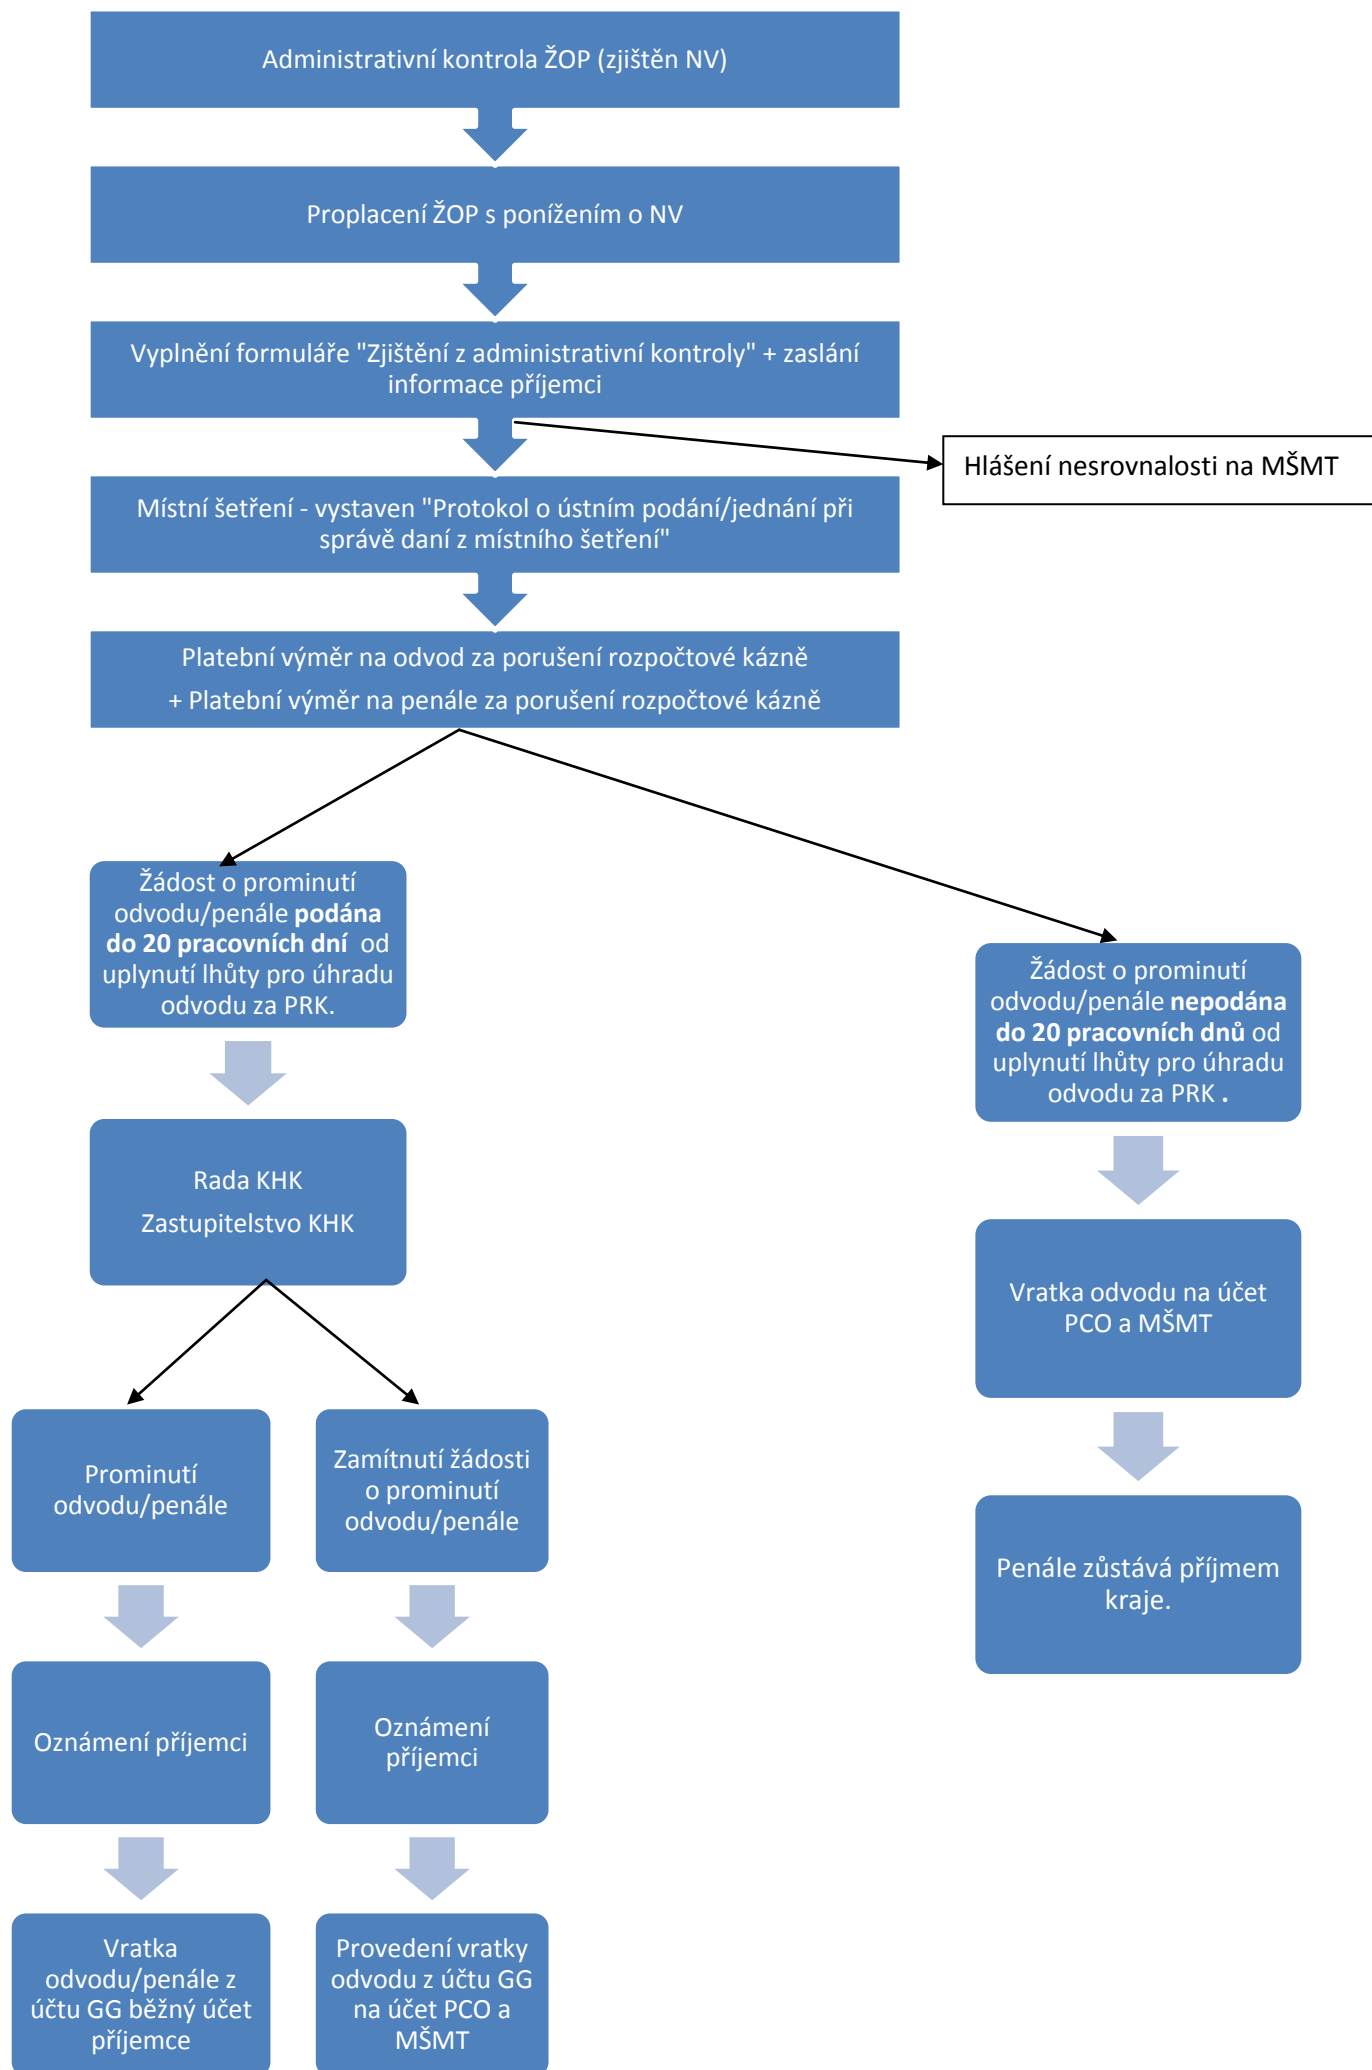 Administrativní kontrola ŽOP (zjištěn NV)
Proplacení ŽOP s ponížením o NV
Vyplnění formuláře "Zjištění z administrativní kontroly" + zaslání
informace příjemci
Hlášení nesrovnalosti na MŠMT
Místní šetření - vystaven "Protokol o ústním podání/jednání při
správě daní z místního šetření"
Platební výměr na odvod za porušení rozpočtové kázně
+ Platební výměr na penále za porušení rozpočtové kázně
Žádost o prominutí
odvodu/penále podána
do 20 pracovních dní od
uplynutí lhůty pro úhradu
odvodu za PRK.
Žádost o prominutí
odvodu/penále nepodána
do 20 pracovních dnů od
uplynutí lhůty pro úhradu
odvodu za PRK .
Rada KHK
Zastupitelstvo KHK
Vratka odvodu na účet
PCO a MŠMT
Prominutí
odvodu/penále
Zamítnutí žádosti
o prominutí
odvodu/penále
Penále zůstává příjmem
kraje.
Oznámení příjemci
Oznámení
příjemci
Vratka
odvodu/penále z
účtu GG běžný účet
příjemce
Provedení vratky
odvodu z účtu GG
na účet PCO a
MŠMT